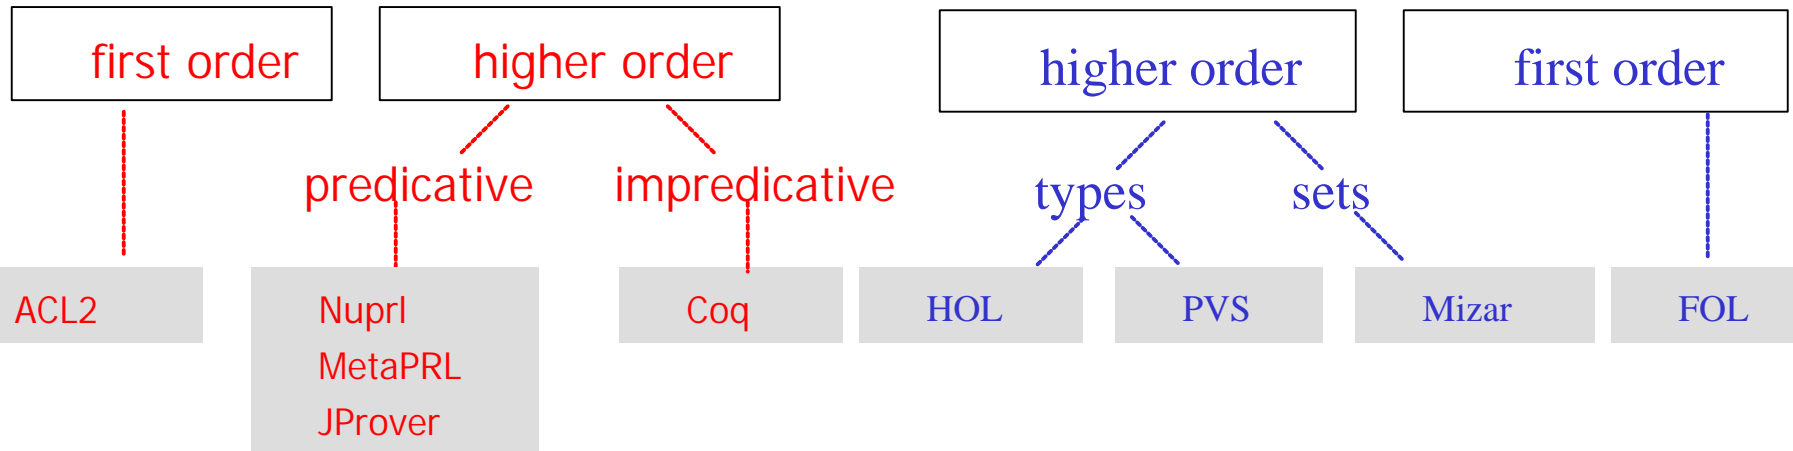 first order
higher order
higher order
first order
predicative
impredicative
types
sets
ACL2
Nuprl
MetaPRL
JProver
Coq
HOL
PVS
Mizar
FOL